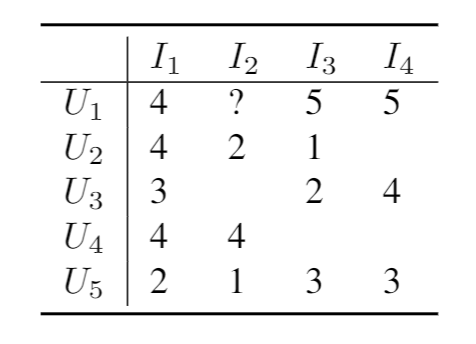 I₁ I₂ I₃ I₄
U₁ 4 ? 5 5
U₂ 4 2 1
U₃ 3 2 4
U₄ 4 4
U₅ 2 1 3 3